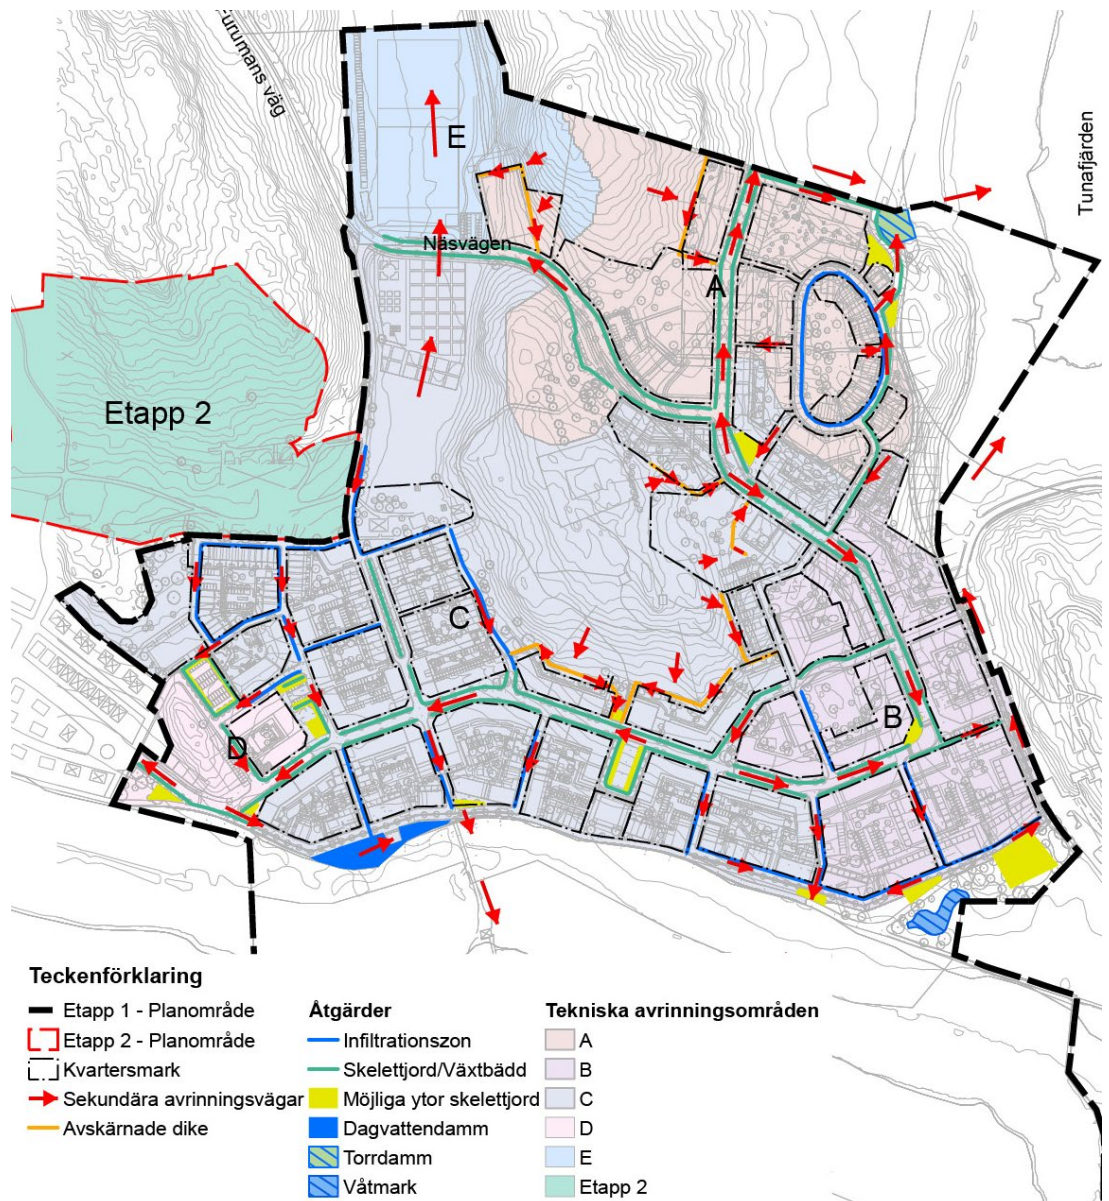 Furumans väg
E
Tunafjärden
Näsvägen
A
Etapp 2
C
B
D
Teckenförklaring
Etapp 1 - Planområde
Etapp 2 - Planområde
Kvartersmark
Sekundära avrinningsvägar
Avskärnade dike
Åtgärder
Infiltrationszon
Skelettjord/Växtbädd
Möjliga ytor skelettjord
Dagvattendamm
Torrdamm
Våtmark
Tekniska avrinningsområden
A
B
C
D
E
Etapp 2